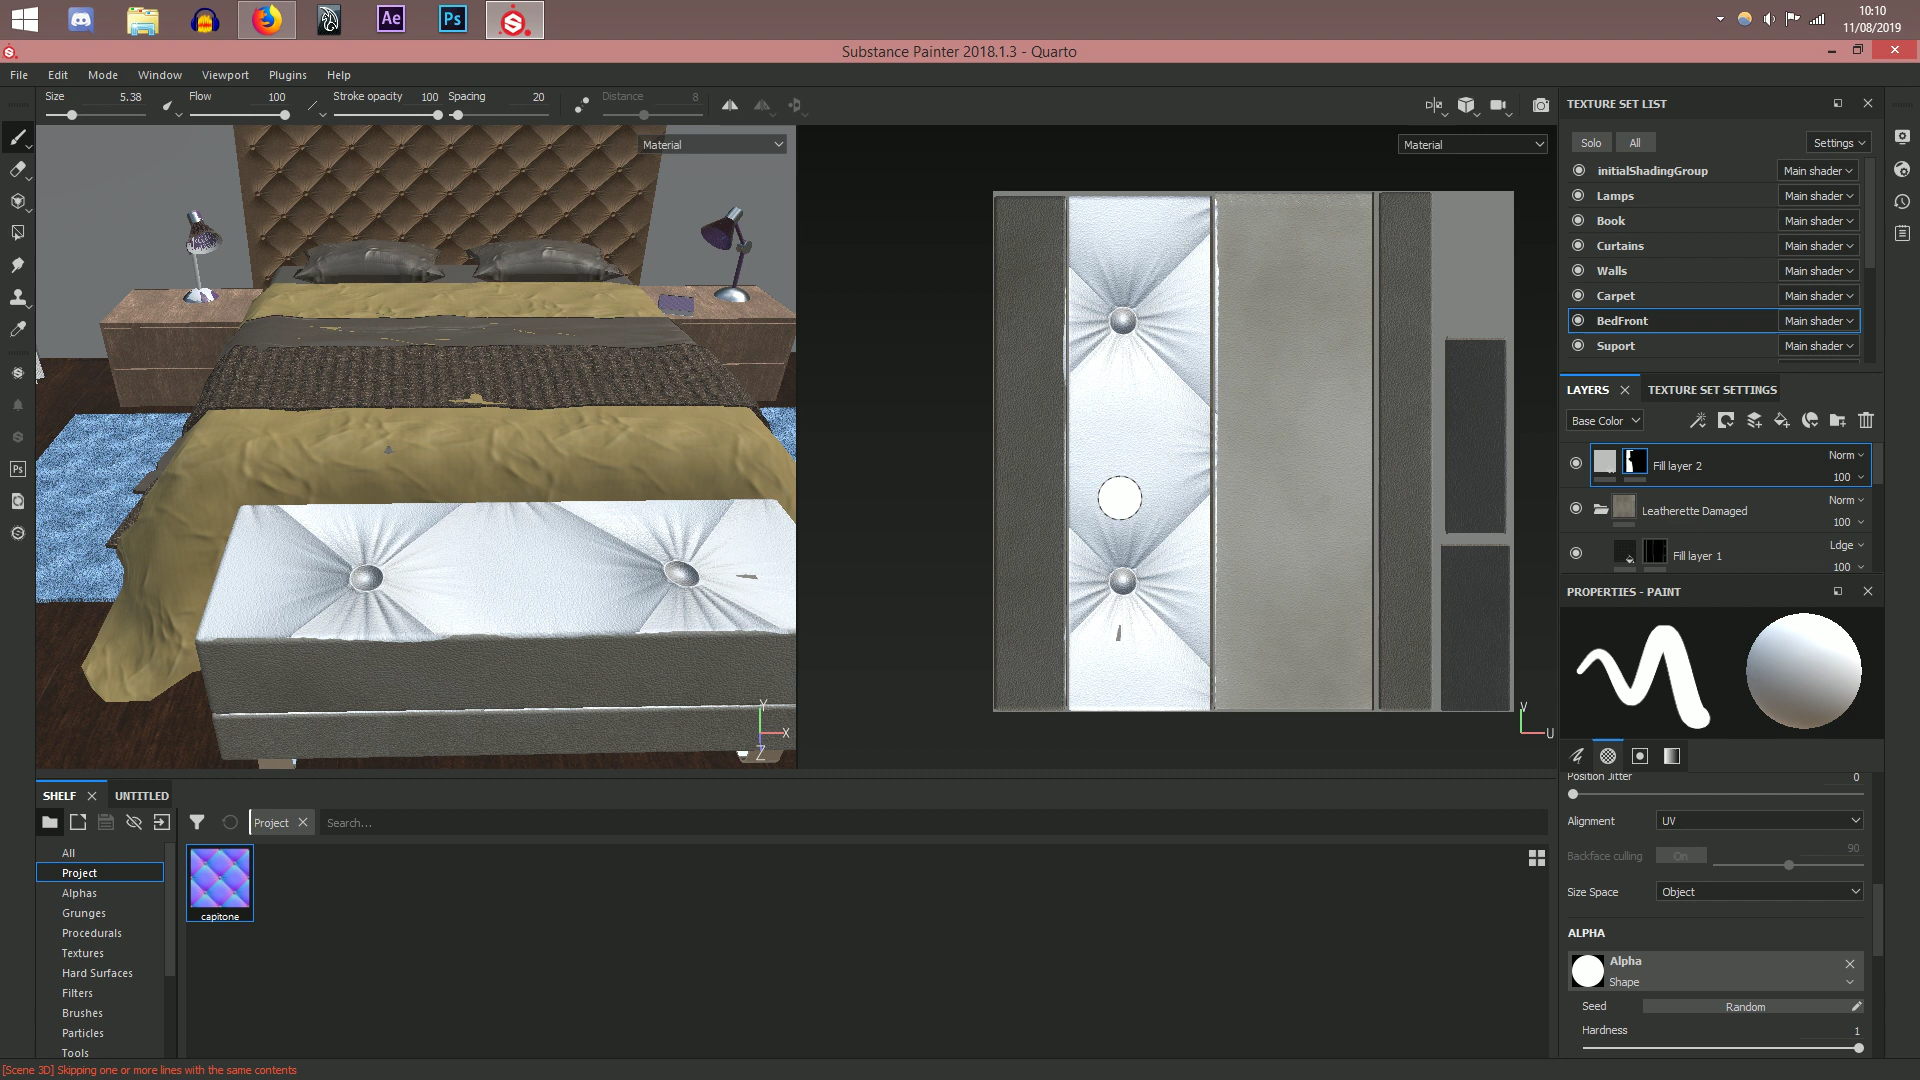 Ae
Ps
10:10
11/08/2019
Substance Painter 2018.1.3 - Quarto
File Edit Mode Window Viewport Plugins Help
Size 5.38 Flow 100 Stroke opacity 100 Spacing 20 Distance 8
Material
Material
Y
X
Z
V
U
TEXTURE SET LIST
Solo All Settings
initialShadingGroup Main shader
Lamps Main shader
Book Main shader
Curtains Main shader
Walls Main shader
Carpet Main shader
BedFront Main shader
Suport Main shader
LAYERS TEXTURE SET SETTINGS
Base Color
Fill layer 2 Norm
100
Leatherette Damaged Norm
100
Fill layer 1 Ldge
100
PROPERTIES - PAINT
Position Jitter 0
Alignment UV
Backface culling On 90
Size Space Object
ALPHA
Alpha
Shape
Seed Random
Hardness 1
Ps
SHELF UNTITLED
Project Search...
All
Project
Alphas
Grunges
Procedurals
Textures
Hard Surfaces
Filters
Brushes
Particles
Tools
capitone
[Scene 3D] Skipping one or more lines with the same contents